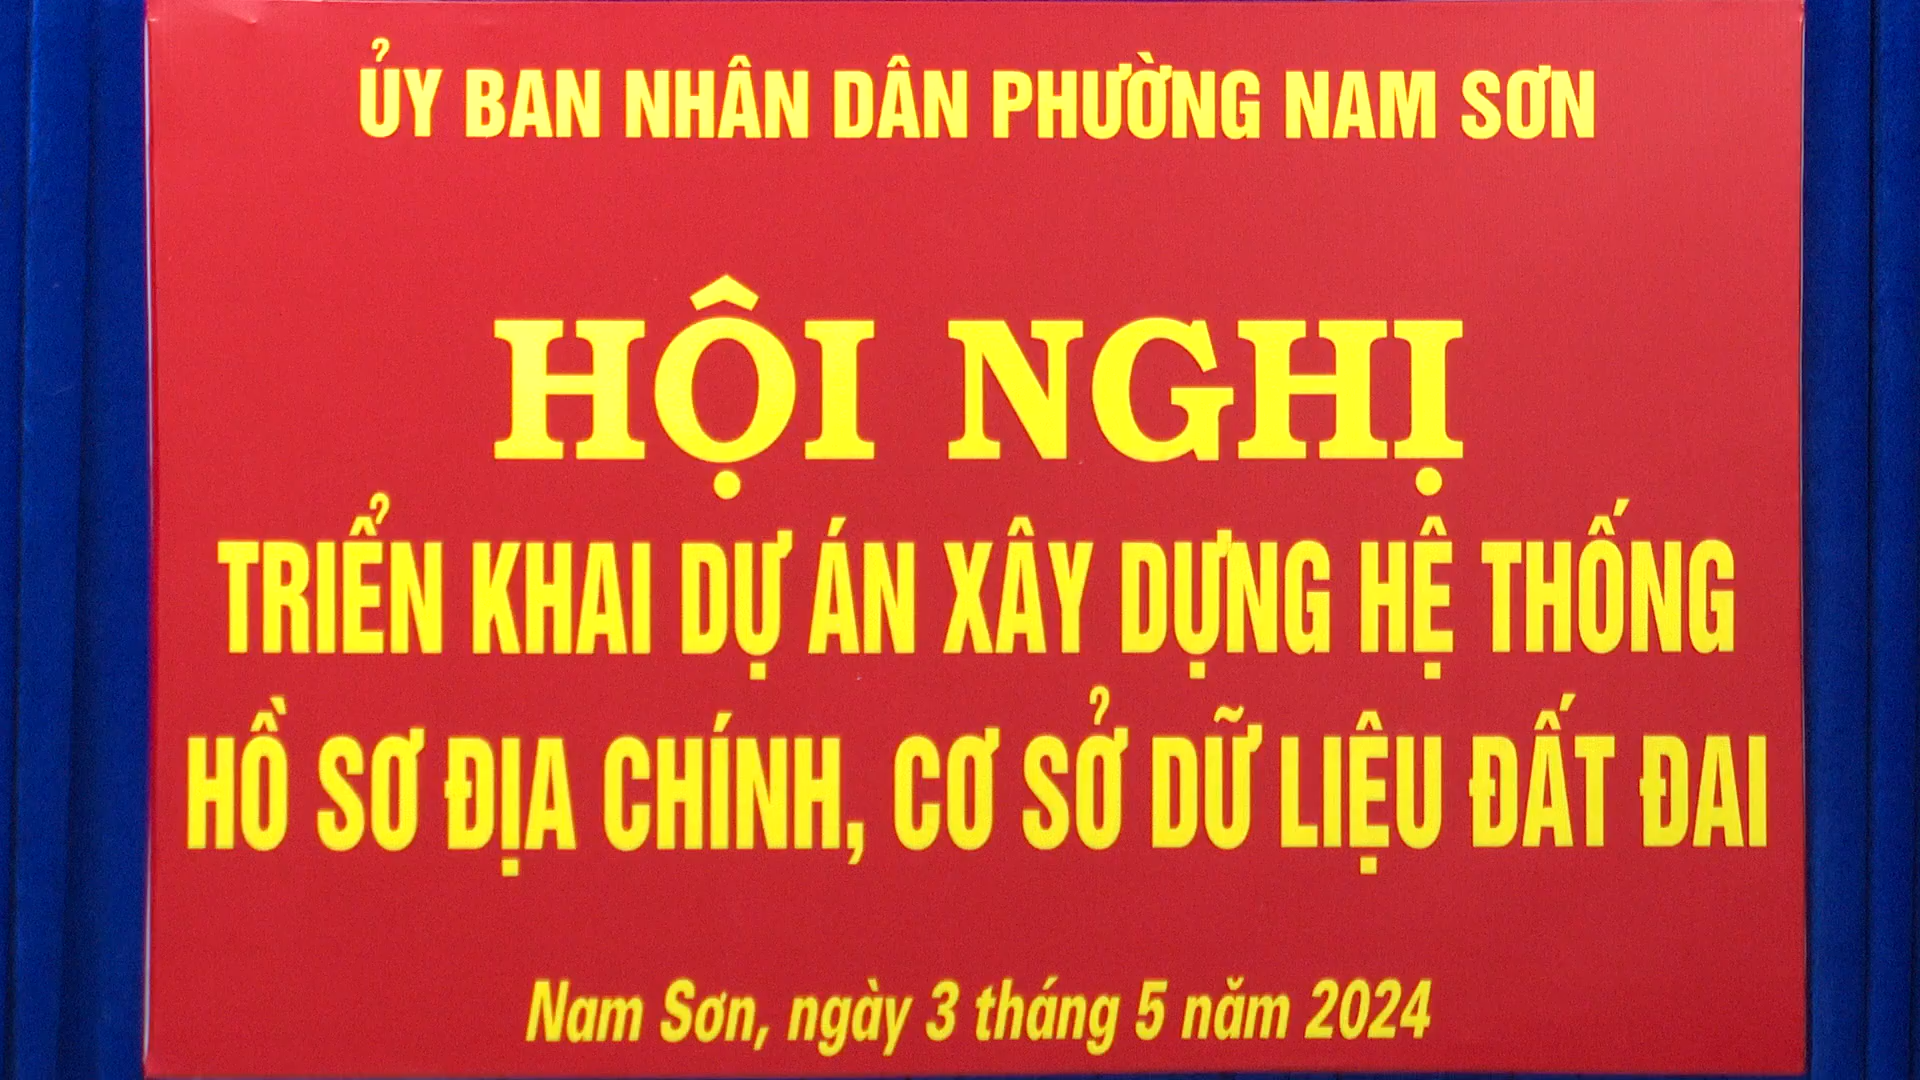 ỦY BAN NHÂN DÂN PHƯỜNG NAM SƠN
HỘI NGHỊ
TRIỂN KHAI DỰ ÁN XÂY DỰNG HỆ THỐNG
HỒ SƠ ĐỊA CHÍNH, CƠ SỞ DỮ LIỆU ĐẤT ĐAI
Nam Sơn, ngày 3 tháng 5 năm 2024